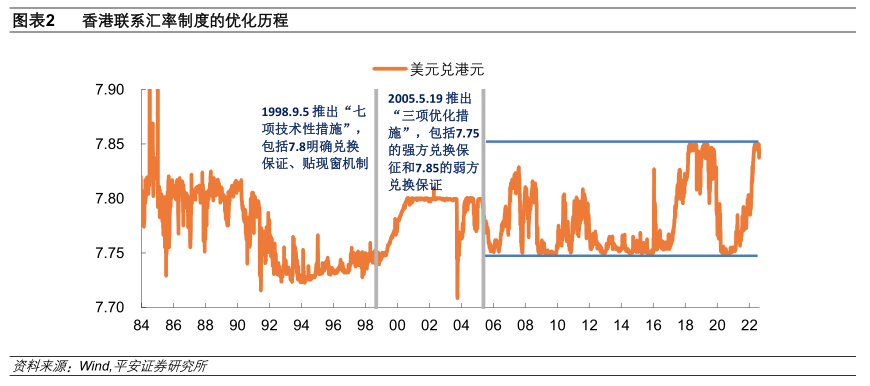 图表2 香港联系汇率制度的优化历程
美元兑港元
7.90
7.85
7.80
7.75
7.70
1998.9.5 推出“七
项技术性措施”，
包括7.8明确兑换
保证、贴现窗机制
2005.5.19 推出
“三项优化措
施”，包括7.75
的强方兑换保
征和7.85的弱方
兑换保证
84 86 88 90 92 94 96 98 00 02 04 06 08 10 12 14 16 18 20 22
资料来源：Wind,平安证券研究所